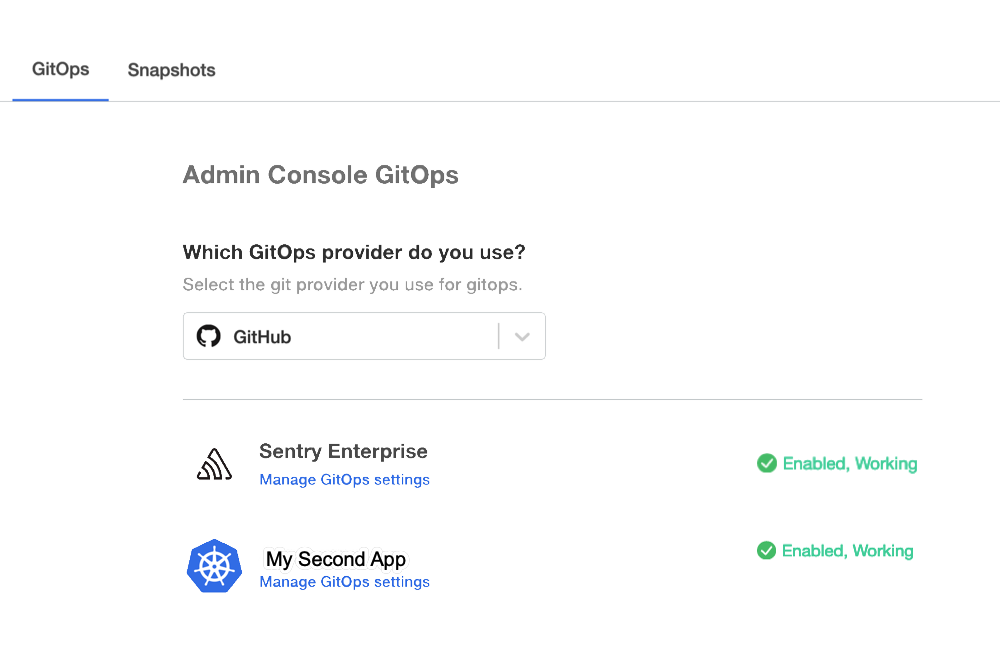 GitOps Snapshots
Admin Console GitOps
Which GitOps provider do you use?
Select the git provider you use for gitops.
GitHub
Sentry Enterprise
Manage GitOps settings
Enabled, Working
My Second App
Manage GitOps settings
Enabled, Working